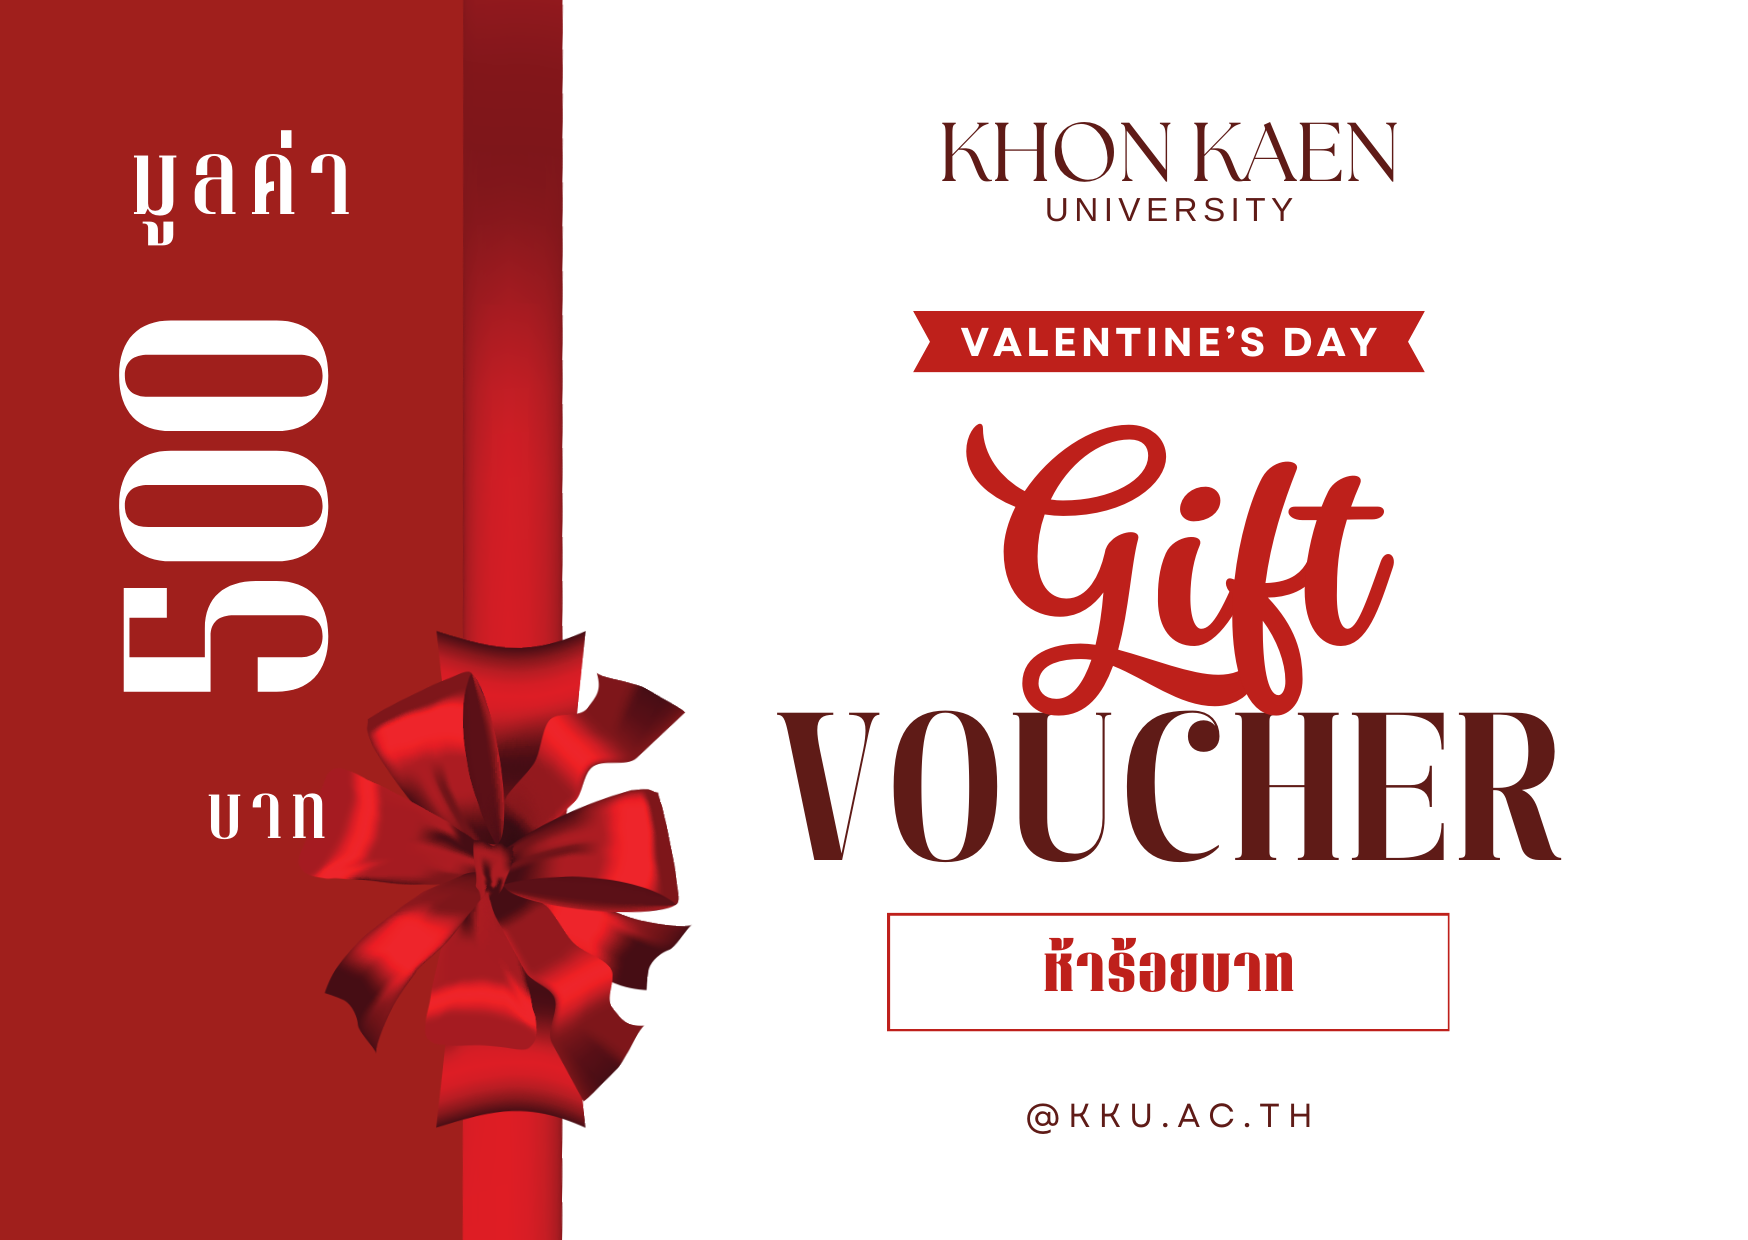 มูลค่า
500
บาท
KHON KAEN
UNIVERSITY
VALENTINE’S DAY
Gift
VOUCHER
ห้าร้อยบาท
@KKU.AC.TH